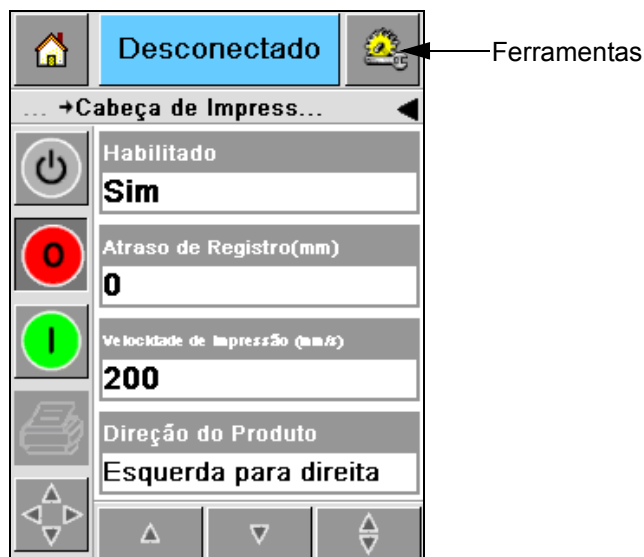 Desconectado
Ferramentas
... →Cabeça de Impress...
Habilitado
Sim
Atraso de Registro(mm)
0
Velocidade de Impressão (mm/s)
200
Direção do Produto
Esquerda para direita